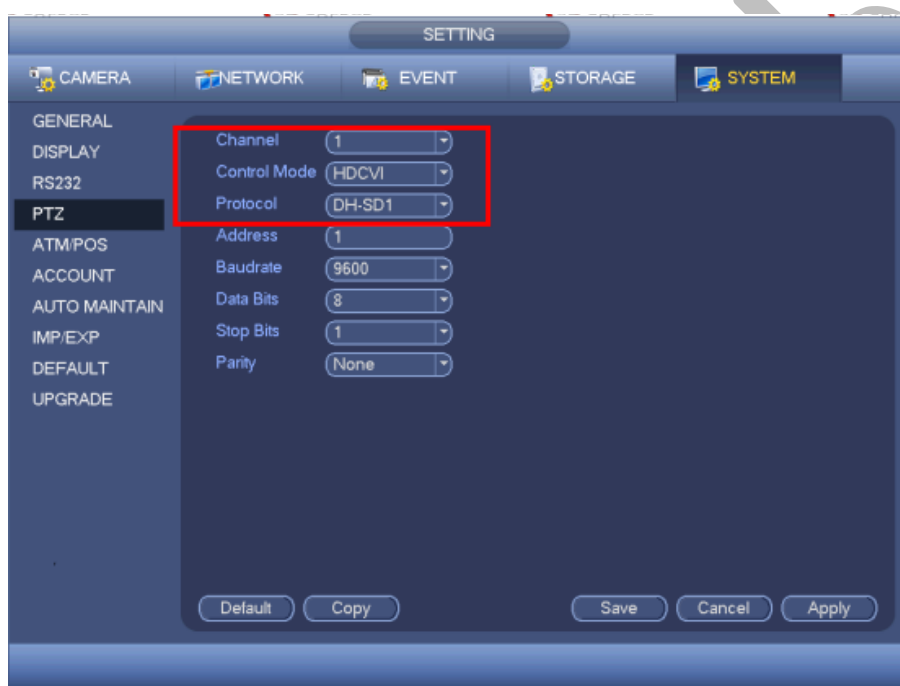 SETTING
CAMERA NETWORK EVENT STORAGE SYSTEM
GENERAL
DISPLAY
RS232
PTZ
ATM/POS
ACCOUNT
AUTO MAINTAIN
IMP/EXP
DEFAULT
UPGRADE
Channel 1
Control Mode HDCVI
Protocol DH-SD1
Address 1
Baudrate 9600
Data Bits 8
Stop Bits 1
Parity None
Default Copy Save Cancel Apply